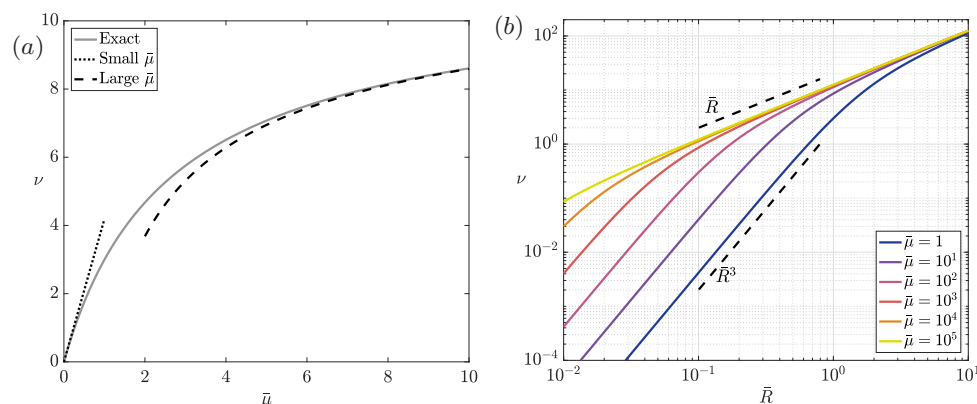 (a)
10
8
6
4
2
0
ν
0 2 4 6 8 10
μ̄
Exact
Small μ̄
Large μ̄
(b)
10²
10⁰
10⁻²
10⁻⁴
ν
10⁻² 10⁻¹ 10⁰ 10¹
R̄
R̄
R̄³
μ̄ = 1
μ̄ = 10¹
μ̄ = 10²
μ̄ = 10³
μ̄ = 10⁴
μ̄ = 10⁵